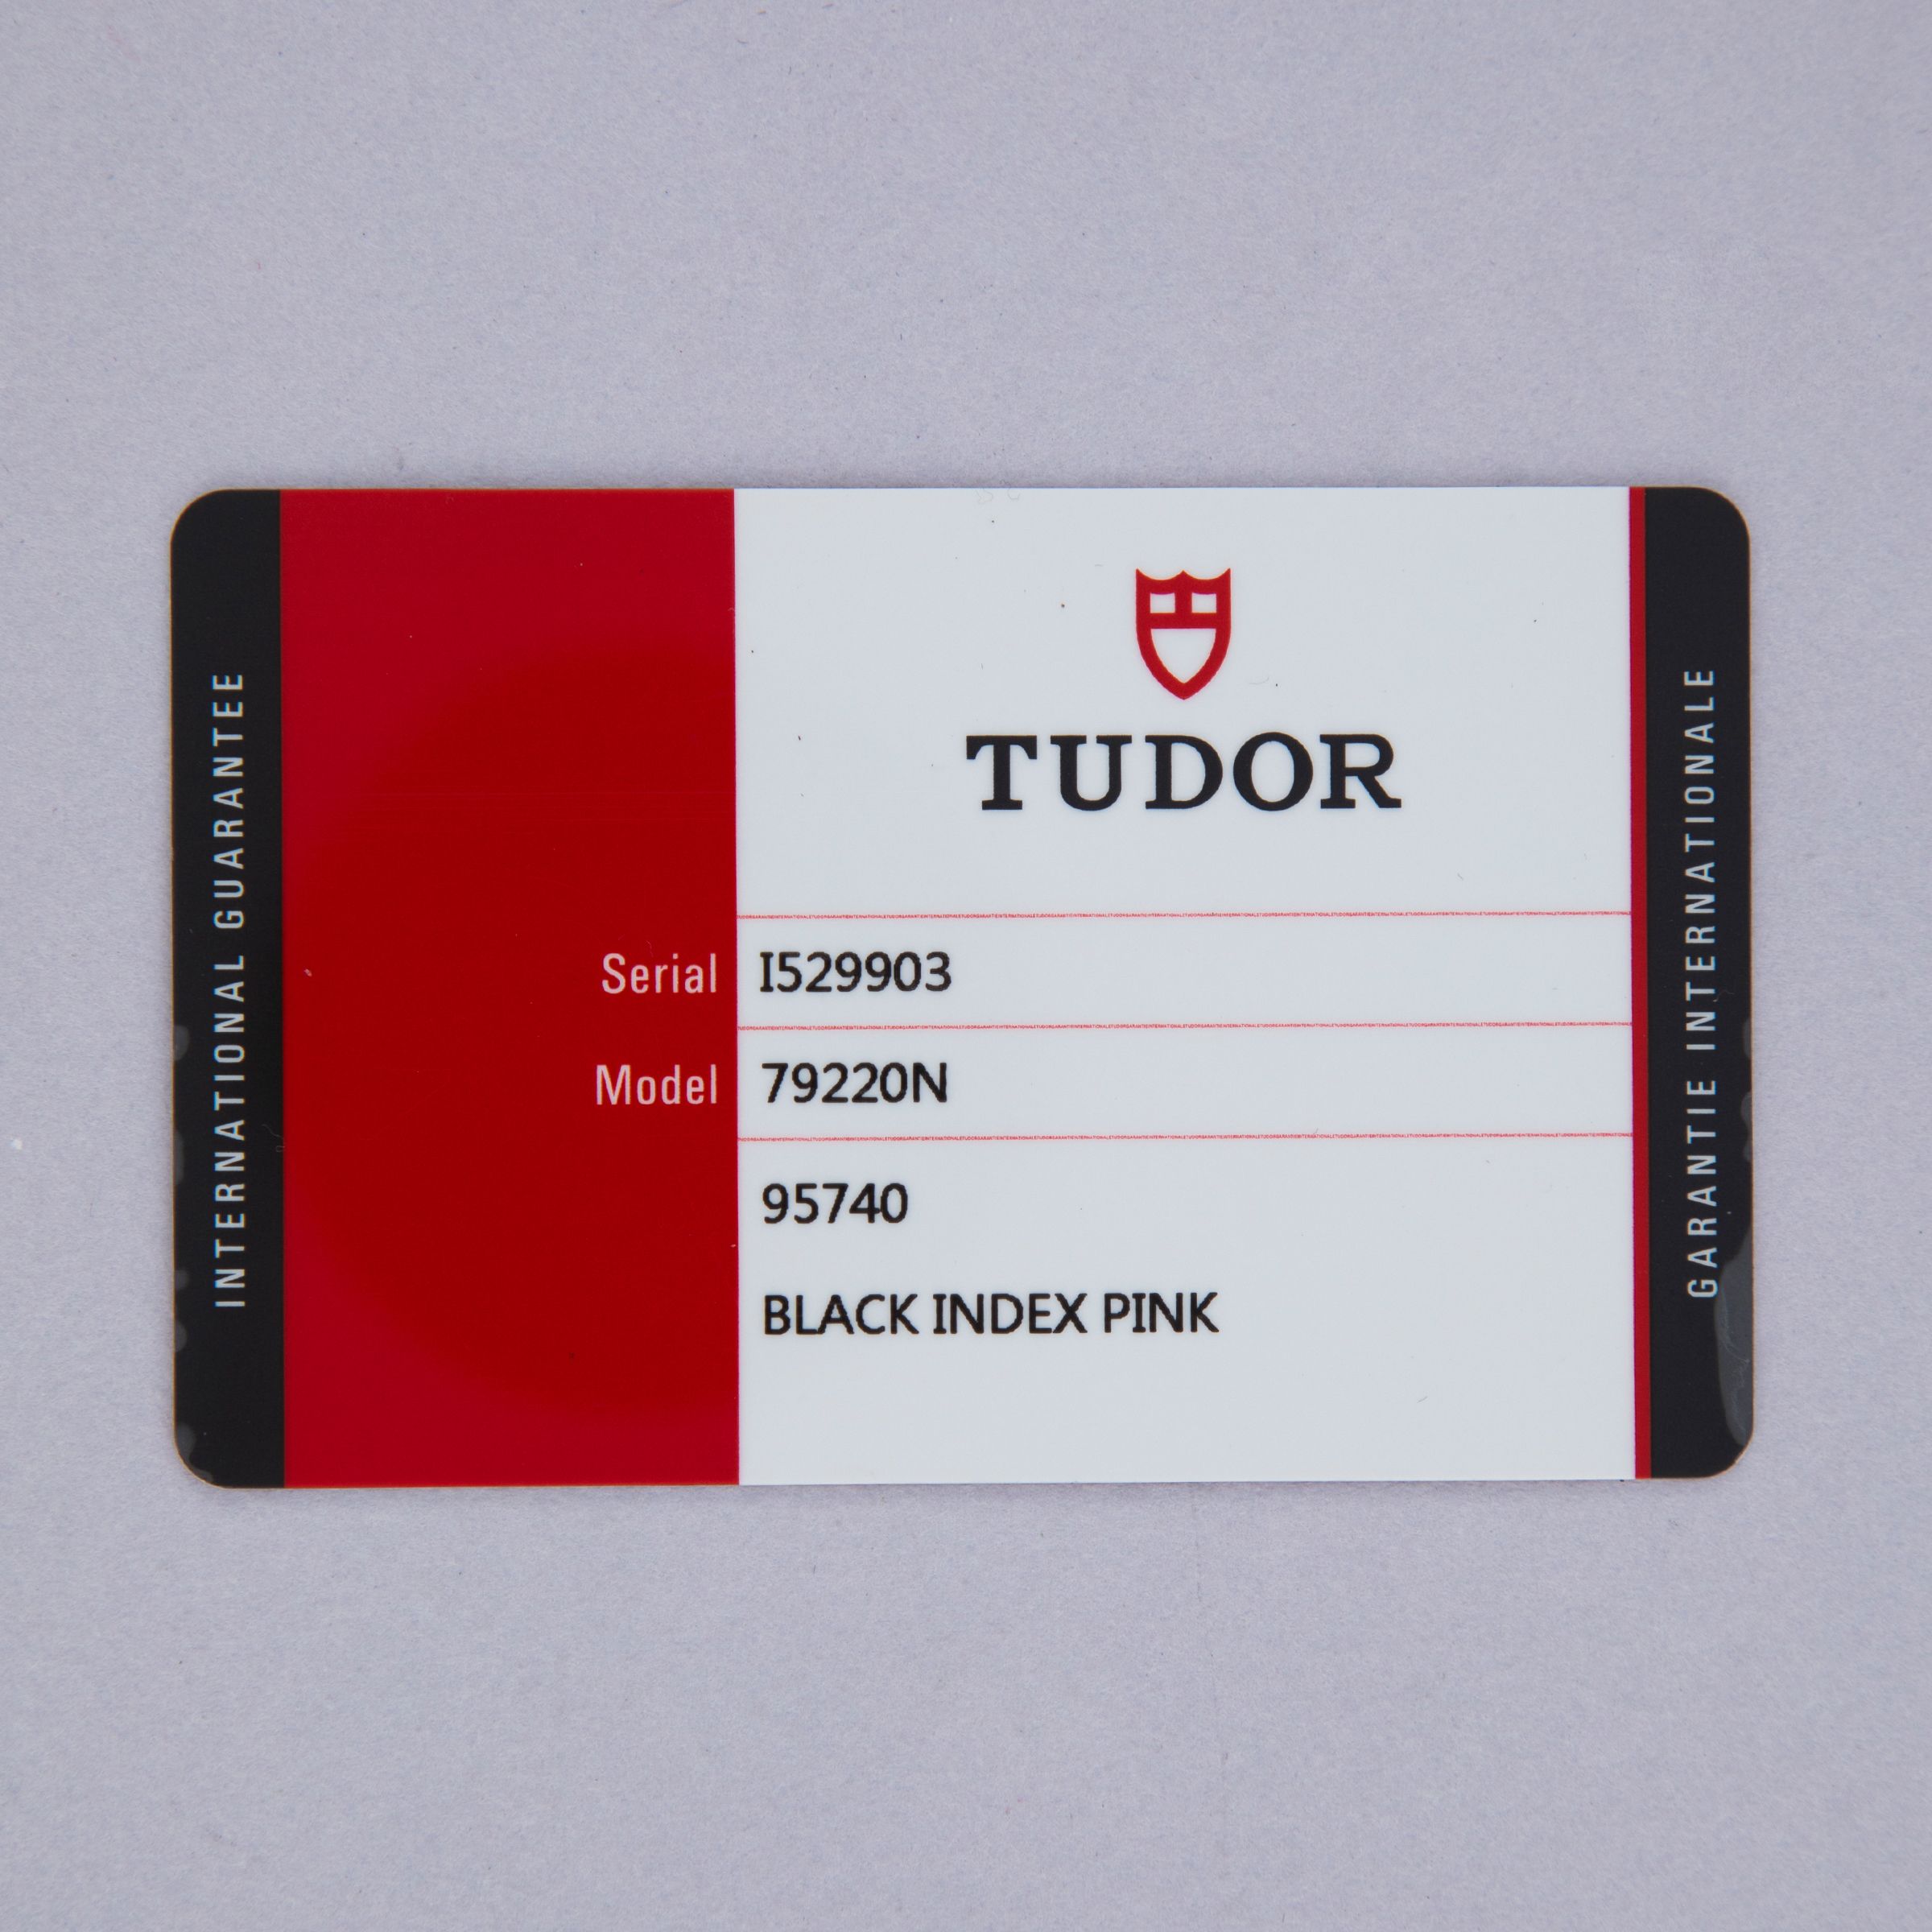 INTERNATIONAL GUARANTEE
TUDOR
Serial I529903
Model 79220N
95740
BLACK INDEX PINK
GARANTIE INTERNATIONALE